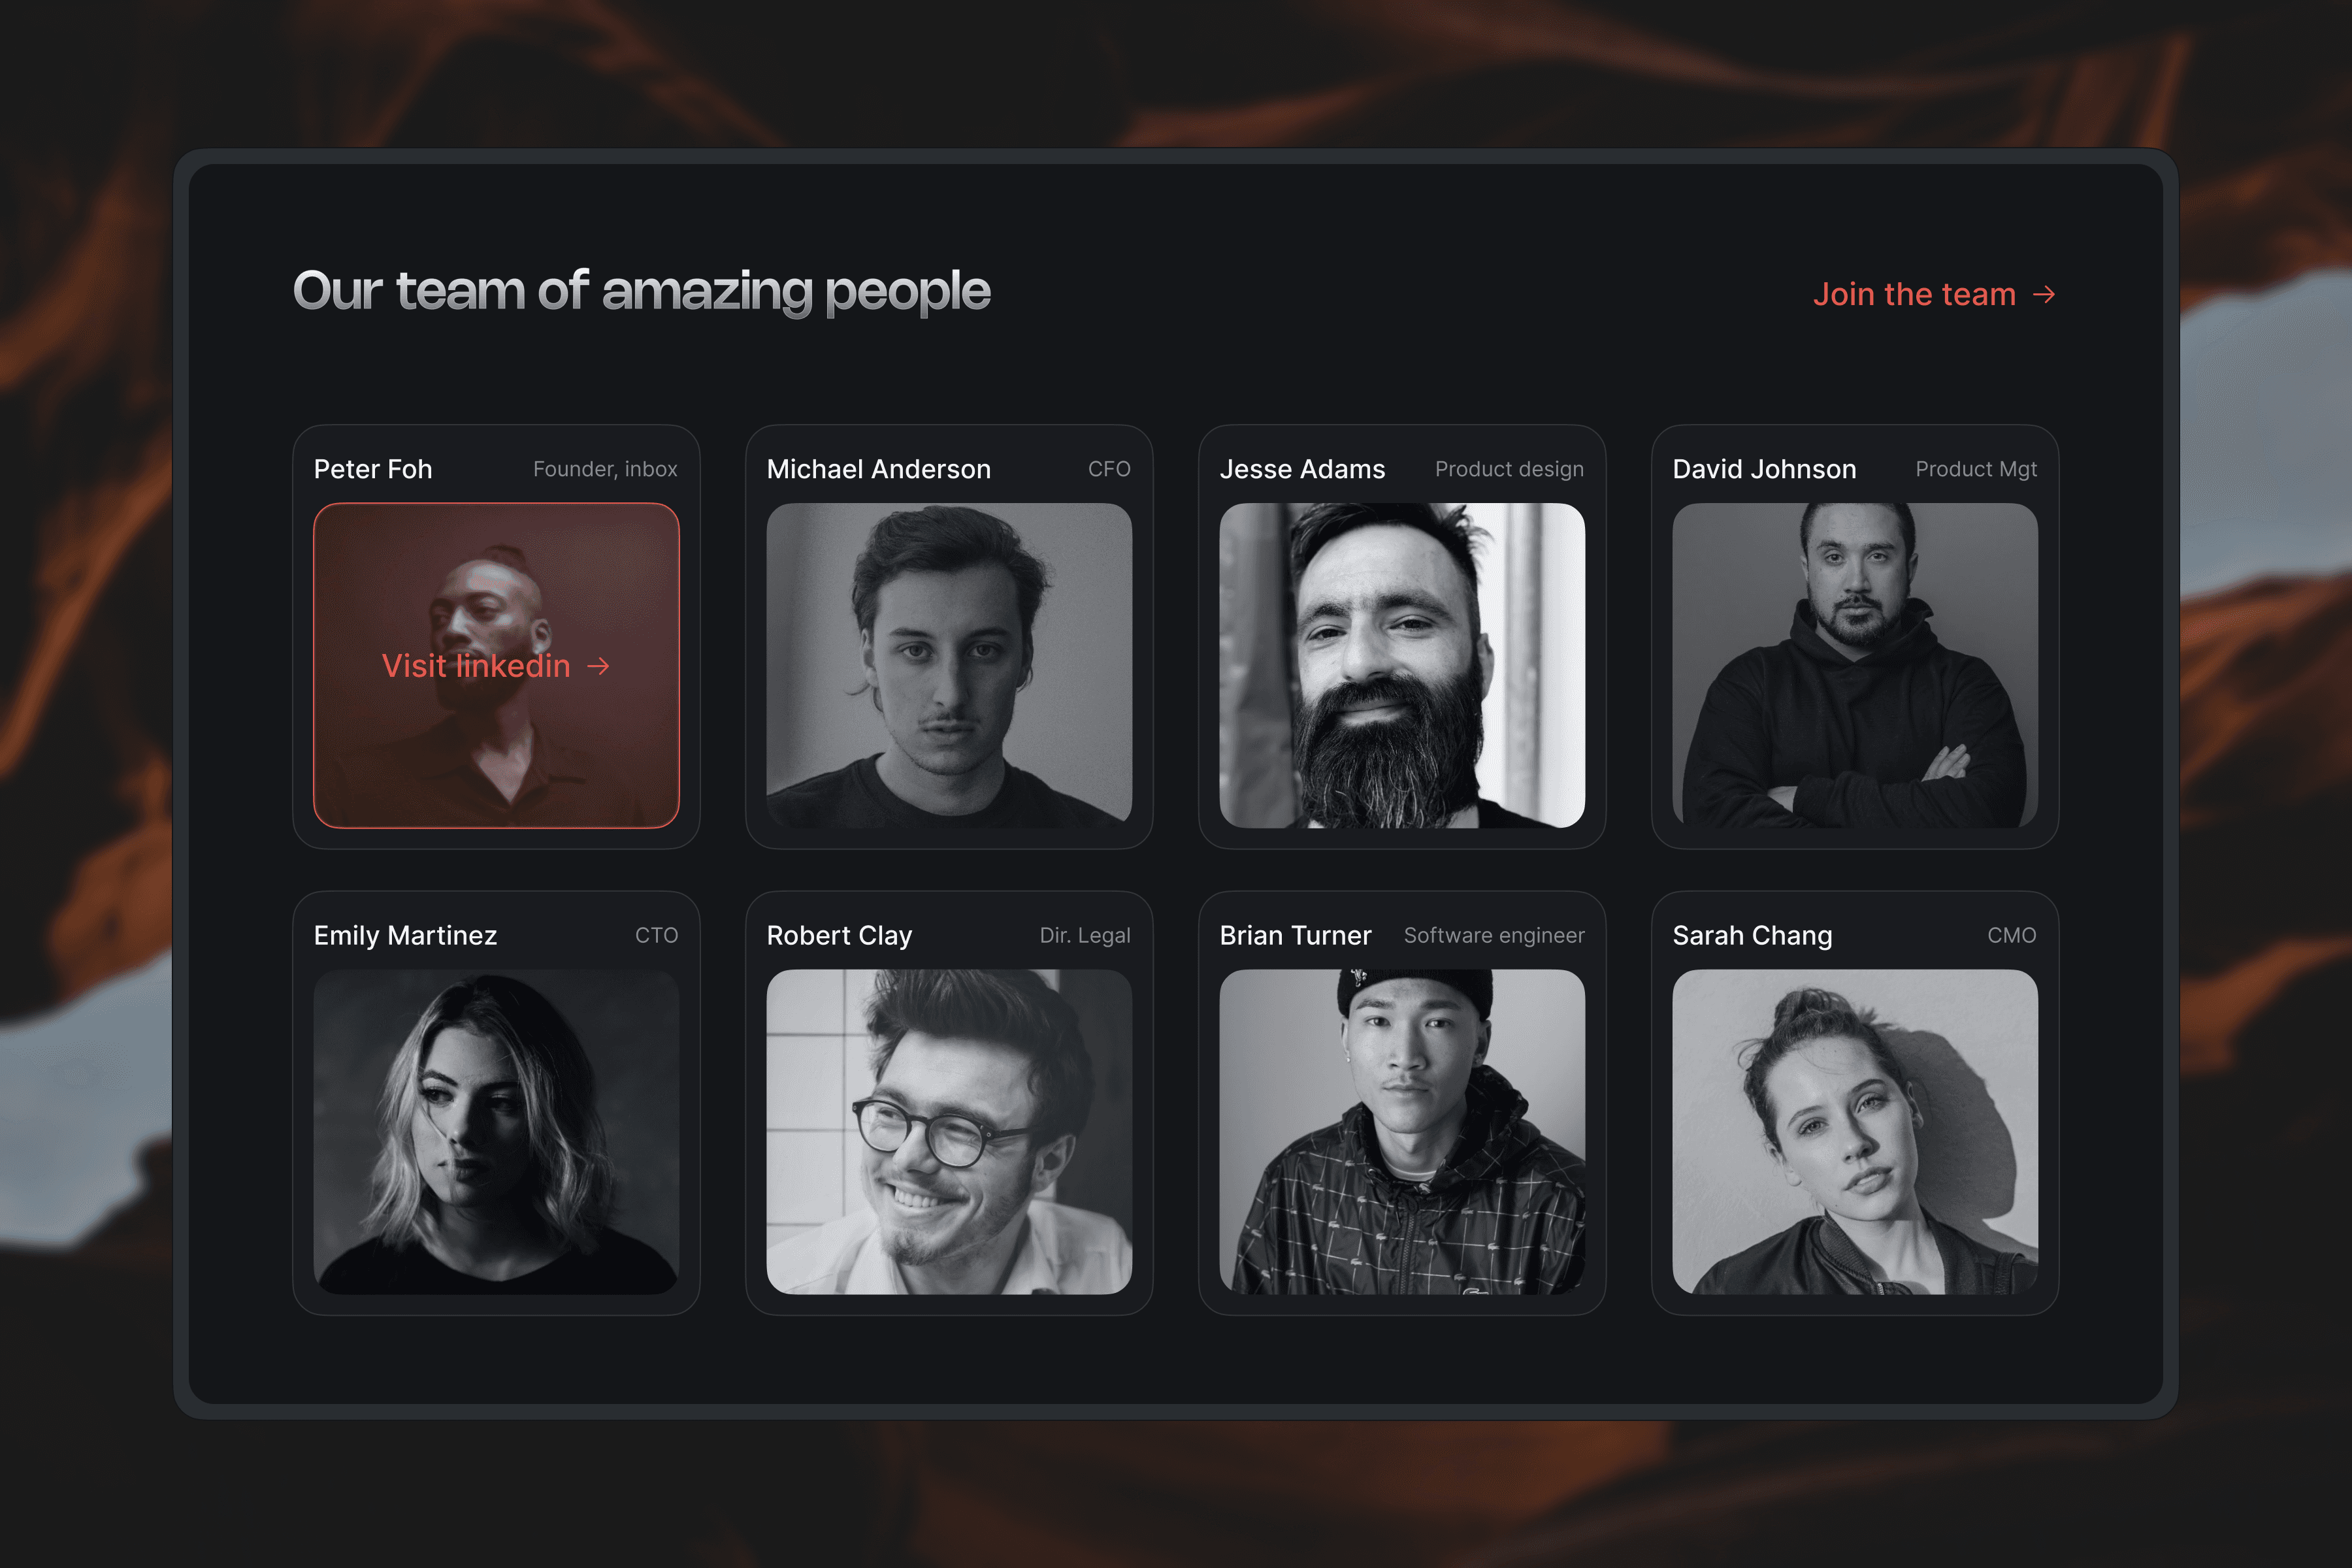 Our team of amazing people
Join the team →
Peter Foh
Founder, inbox
Visit linkedin →
Michael Anderson
CFO
Jesse Adams
Product design
David Johnson
Product Mgt
Emily Martinez
CTO
Robert Clay
Dir. Legal
Brian Turner
Software engineer
Sarah Chang
CMO